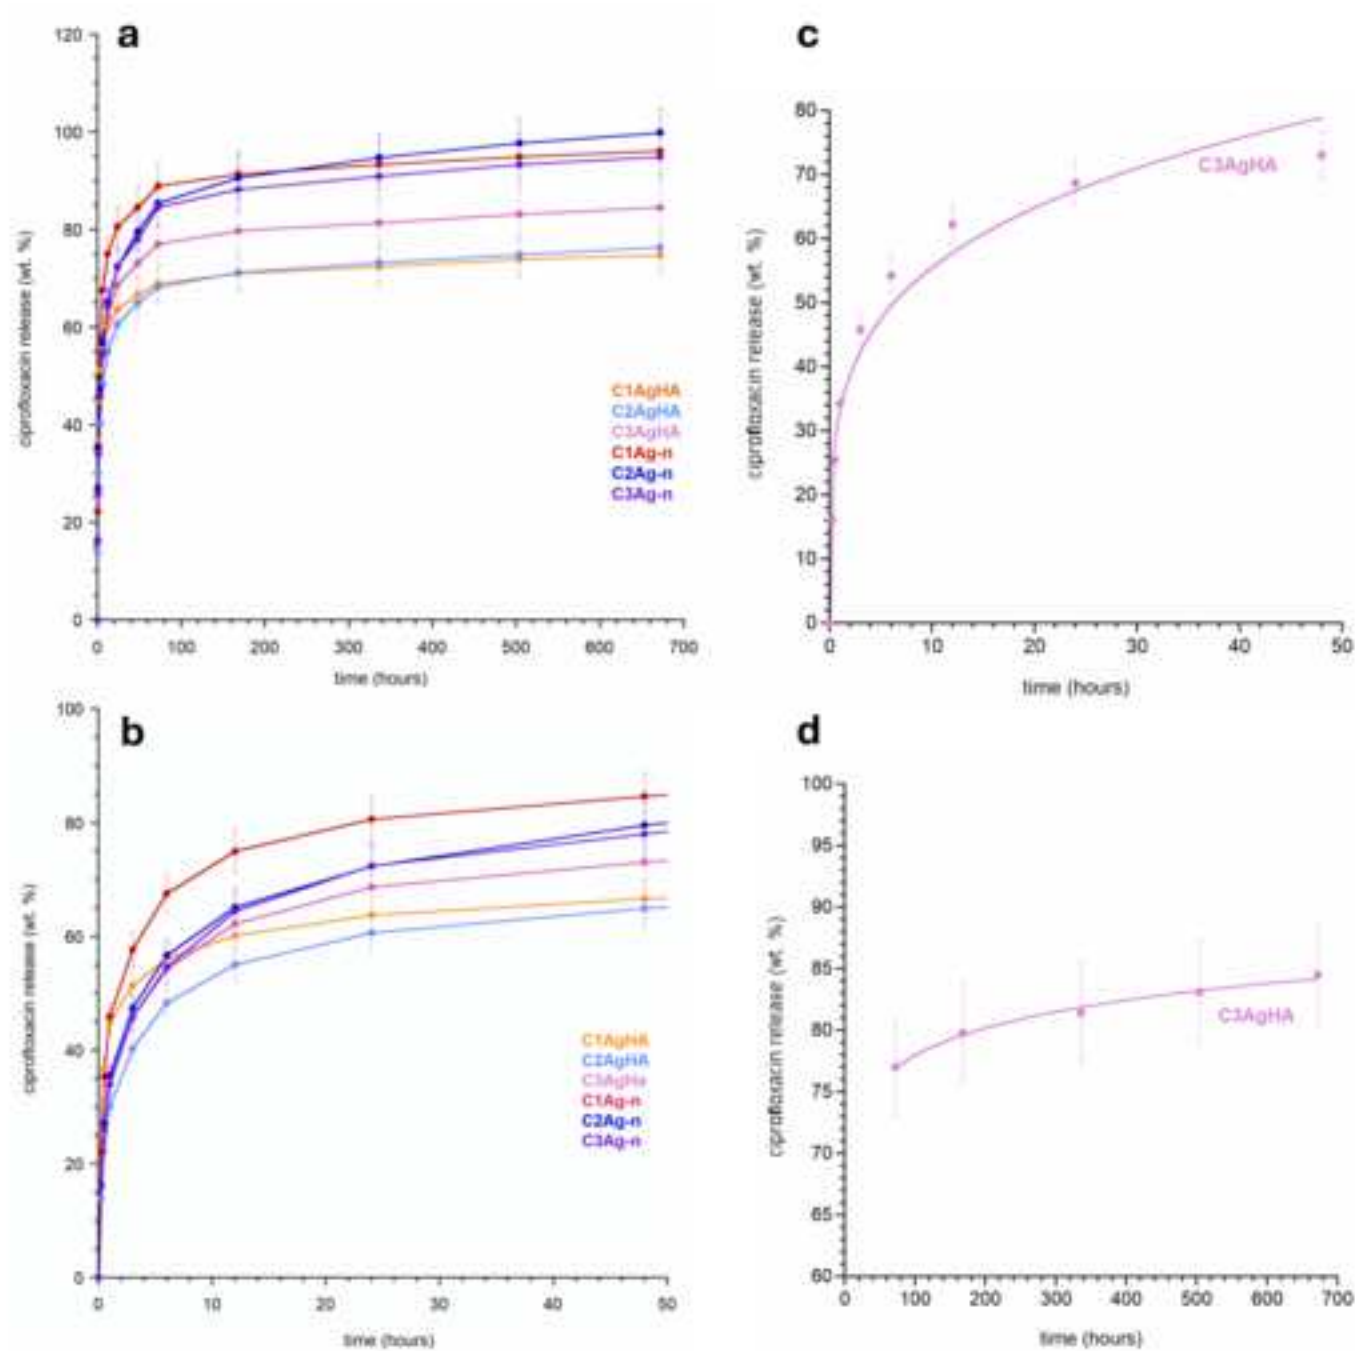 a
120
100
80
60
40
20
0
ciprofloxacin release (wt. %)
C1AgHA
C2AgHA
C3AgHA
C1Ag-n
C2Ag-n
C3Ag-n
0 100 200 300 400 500 600 700
time (hours)
c
80
70
60
50
40
30
20
10
0
ciprofloxacin release (wt. %)
C3AgHA
0 10 20 30 40 50
time (hours)
b
100
80
60
40
20
0
ciprofloxacin release (wt. %)
C1AgHA
C2AgHA
C3AgHa
C1Ag-n
C2Ag-n
C3Ag-n
0 10 20 30 40 50
time (hours)
d
100
95
90
85
80
75
70
65
60
ciprofloxacin release (wt. %)
C3AgHA
0 100 200 300 400 500 600 700
time (hours)